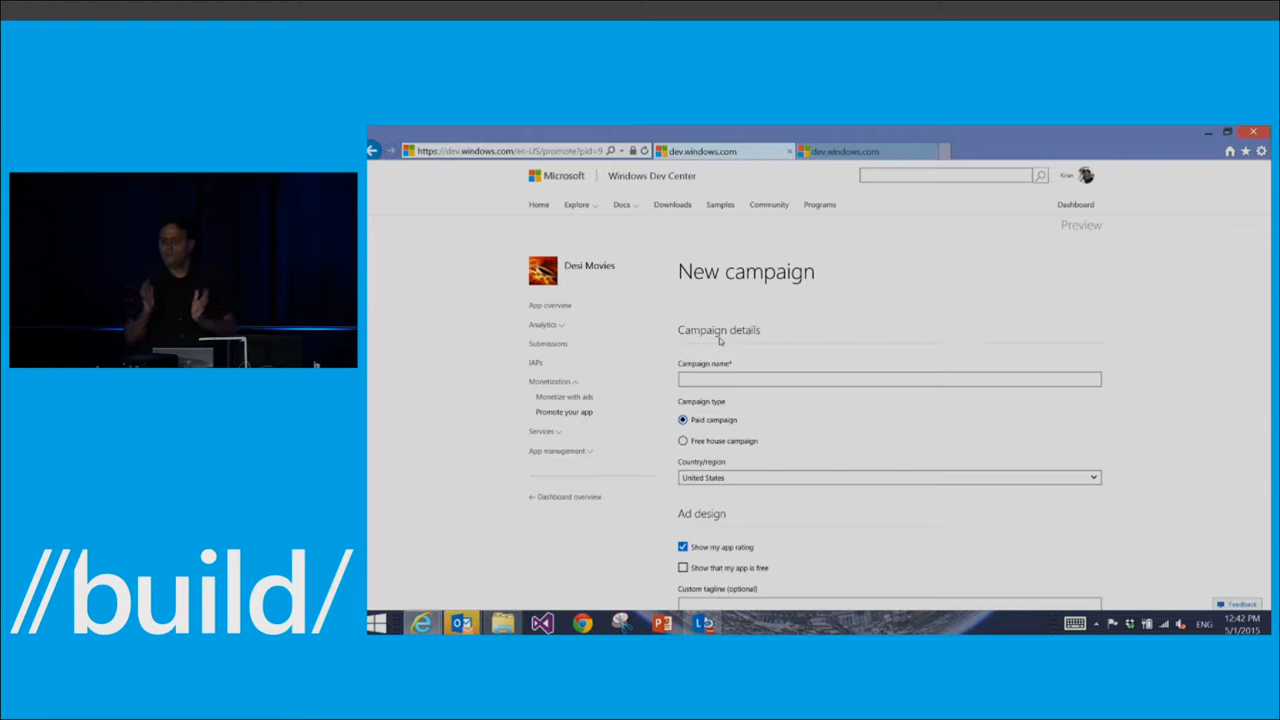 https://dev.windows.com/en-US/promote?pid=9
dev.windows.com
dev.windows.com
Microsoft
Windows Dev Center
Kiran
Home
Explore
Docs
Downloads
Samples
Community
Programs
Dashboard
Preview
Desi Movies
App overview
Analytics
Submissions
IAPs
Monetization
Monetize with ads
Promote your app
Services
App management
Dashboard overview
New campaign
Campaign details
Campaign name*
Campaign type
Paid campaign
Free house campaign
Country/region
United States
Ad design
Show my app rating
Show that my app is free
Custom tagline (optional)
Feedback
ENG
12:42 PM
5/1/2015
//build/